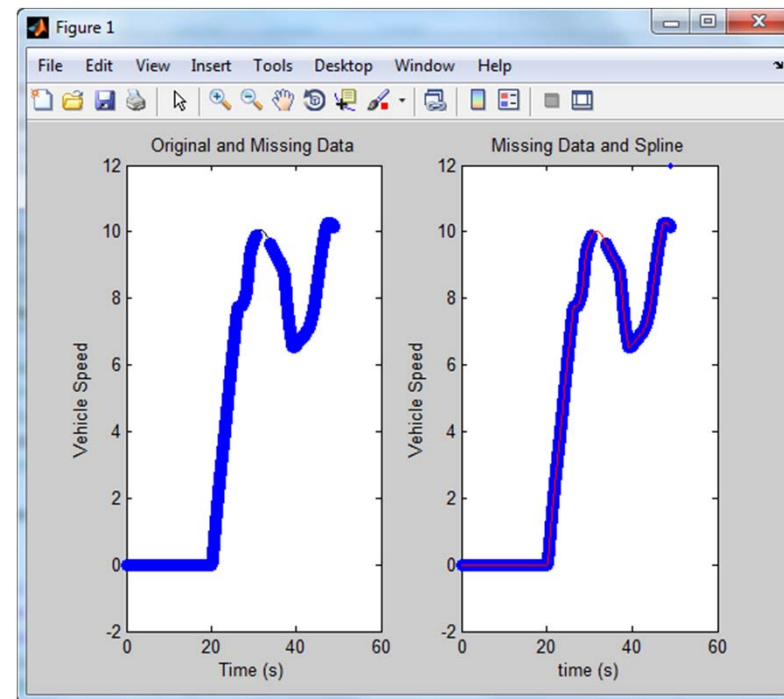 Figure 1
File Edit View Insert Tools Desktop Window Help
Original and Missing Data
12
10
8
6
4
2
0
-2
0 20 40 60
Vehicle Speed
Time (s)
Missing Data and Spline
12
10
8
6
4
2
0
-2
0 20 40 60
Vehicle Speed
time (s)